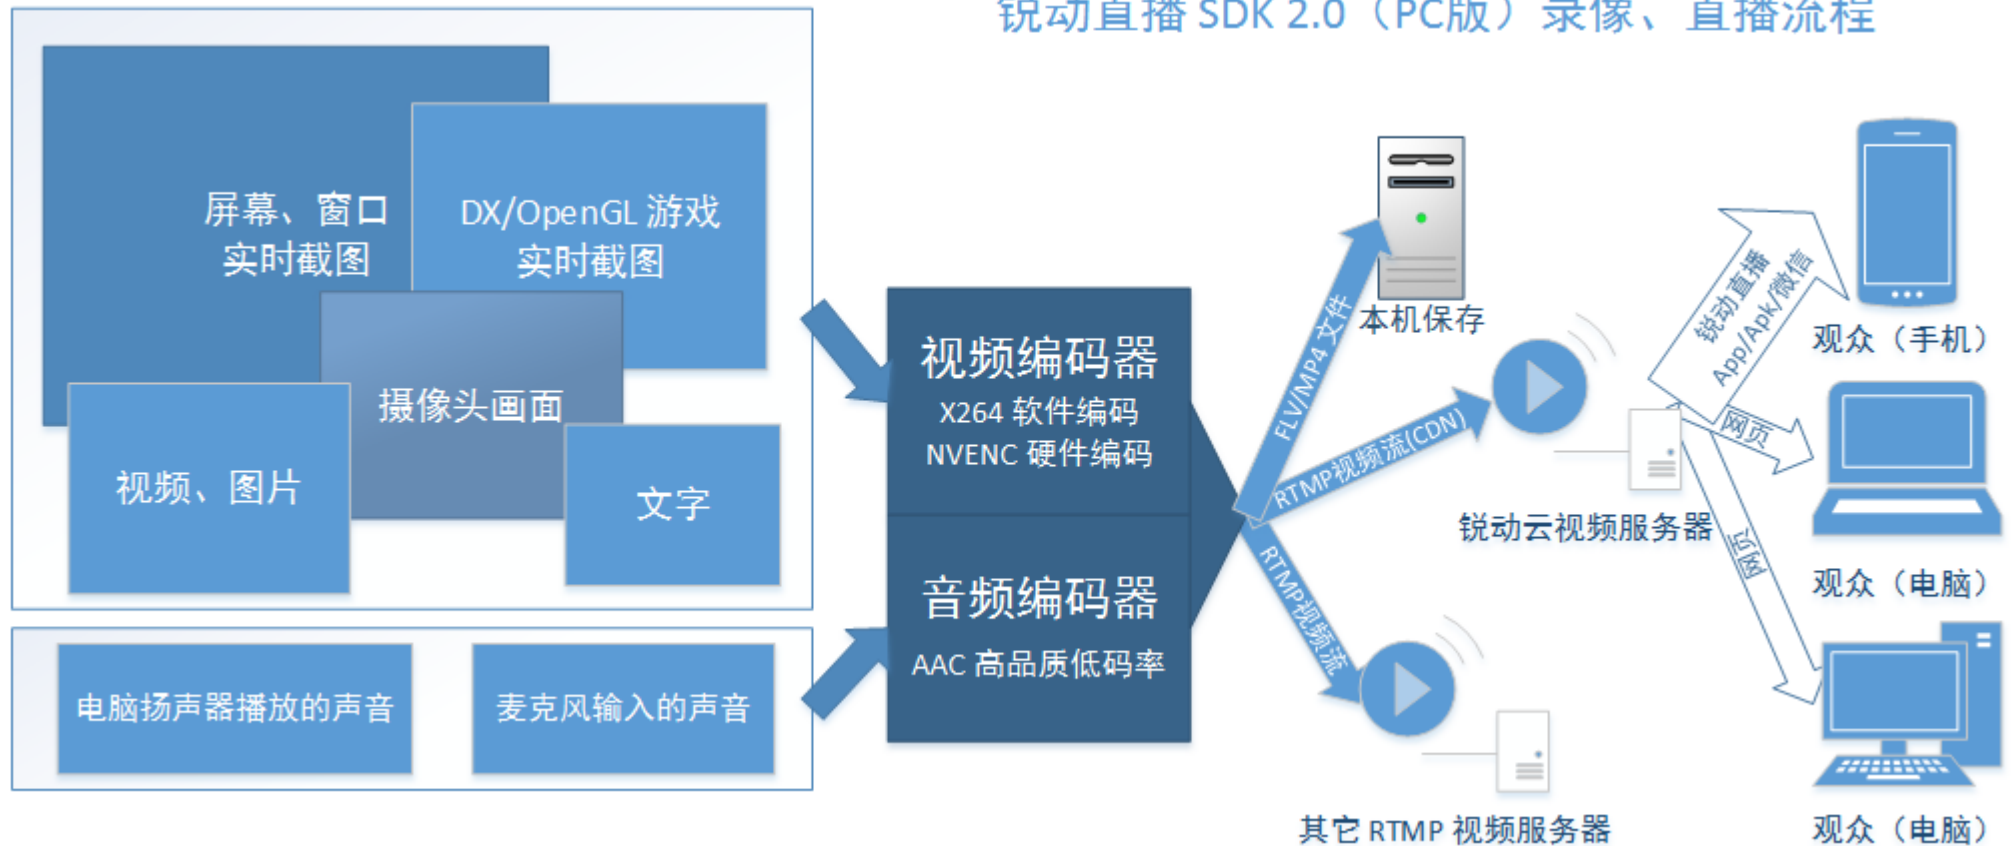 锐动直播 SDK 2.0（PC版）录像、直播流程
屏幕、窗口
实时截图
DX/OpenGL 游戏
实时截图
摄像头画面
视频、图片
文字
电脑扬声器播放的声音
麦克风输入的声音
视频编码器
X264 软件编码
NVENC 硬件编码
音频编码器
AAC 高品质低码率
FLV/MP4 文件
本机保存
RTMP视频流(CDN)
锐动云视频服务器
RTMP视频流
其它 RTMP 视频服务器
锐动直播
App/Apk/微信
观众（手机）
网页
观众（电脑）
网页
观众（电脑）